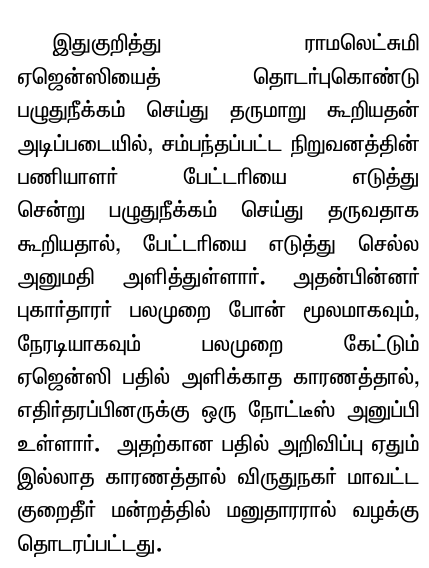 இதுகுறித்து ராமலெட்சுமி
ஏஜென்ஸியைத் தொடர்புகொண்டு
பழுதுநீக்கம் செய்து தருமாறு கூறியதன்
அடிப்படையில், சம்பந்தப்பட்ட நிறுவனத்தின்
பணியாளர் பேட்டரியை எடுத்து
சென்று பழுதுநீக்கம் செய்து தருவதாக
கூறியதால், பேட்டரியை எடுத்து செல்ல
அனுமதி அளித்துள்ளார். அதன்பின்னர்
புகார்தாரர் பலமுறை போன் மூலமாகவும்,
நேரடியாகவும் பலமுறை கேட்டும்
ஏஜென்ஸி பதில் அளிக்காத காரணத்தால்,
எதிர்தரப்பினருக்கு ஒரு நோட்டீஸ் அனுப்பி
உள்ளார். அதற்கான பதில் அறிவிப்பு ஏதும்
இல்லாத காரணத்தால் விருதுநகர் மாவட்ட
குறைதீர் மன்றத்தில் மனுதாரரால் வழக்கு
தொடரப்பட்டது.